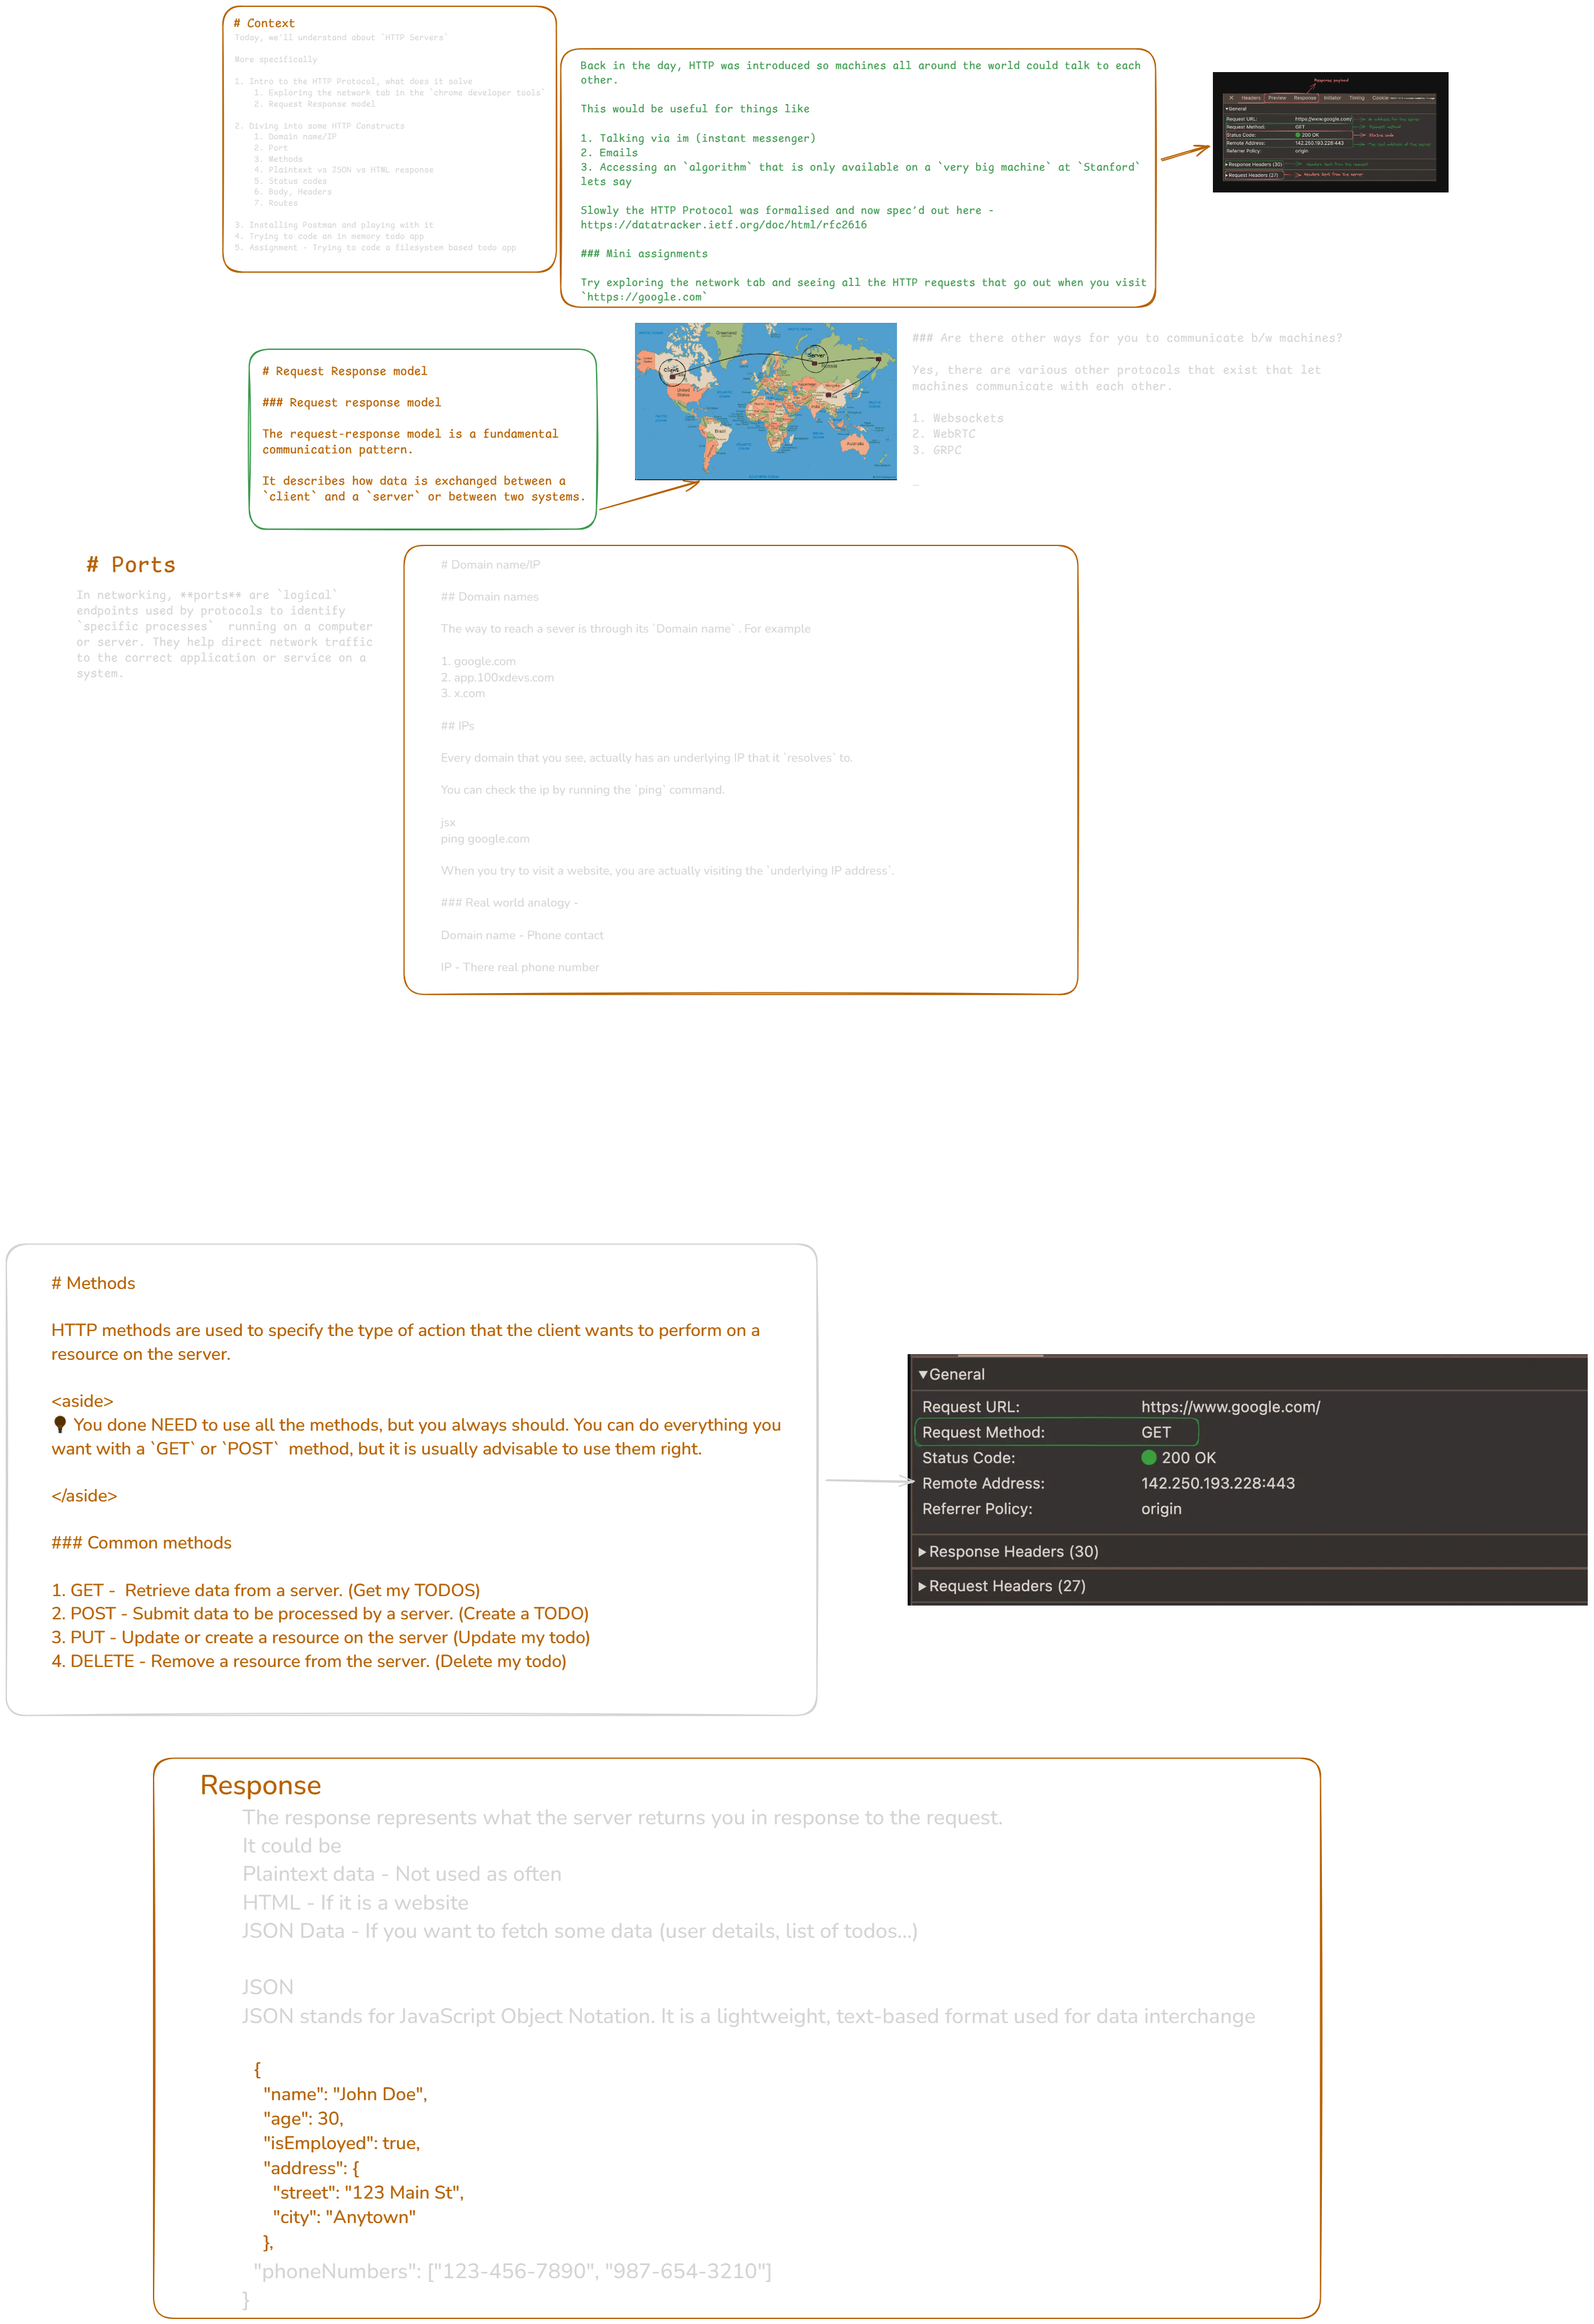 # Context
Today, we'll understand about `HTTP Servers`
More specifically
1. Intro to the HTTP Protocol, what does it solve
1. Exploring the network tab in the `chrome developer tools`
2. Request Response model
2. Diving into some HTTP Constructs
1. Domain name/IP
2. Port
3. Methods
4. Plaintext vs JSON vs HTML response
5. Status codes
6. Body, Headers
7. Routes
3. Installing Postman and playing with it
4. Trying to code an in memory todo app
5. Assignment - Trying to code a filesystem based todo app
Back in the day, HTTP was introduced so machines all around the world could talk to each
other.
This would be useful for things like
1. Talking via im (instant messenger)
2. Emails
3. Accessing an `algorithm` that is only available on a `very big machine` at `Stanford`
lets say
Slowly the HTTP Protocol was formalised and now spec'd out here -
https://datatracker.ietf.org/doc/html/rfc2616
### Mini assignments
Try exploring the network tab and seeing all the HTTP requests that go out when you visit
`https://google.com`
Response payload
Headers Preview Response Initiator Timing Cookie
General
Request URL: https://www.google.com/
Request Method: GET
Status Code: 200 OK
Remote Address: 142.250.193.228:443
Referrer Policy: origin
Response Headers (30)
Request Headers (27)
# Request Response model
### Request response model
The request-response model is a fundamental
communication pattern.
It describes how data is exchanged between a
`client` and a `server` or between two systems.
Greenland
Client
Server
Russia
United States
China
India
Brazil
Australia
### Are there other ways for you to communicate b/w machines?
Yes, there are various other protocols that exist that let
machines communicate with each other.
1. Websockets
2. WebRTC
3. GRPC
# Ports
In networking, **ports** are `logical`
endpoints used by protocols to identify
`specific processes`  running on a computer
or server. They help direct network traffic
to the correct application or service on a
system.
# Domain name/IP
## Domain names
The way to reach a sever is through its `Domain name` . For example
1. google.com
2. app.100xdevs.com
3. x.com
## IPs
Every domain that you see, actually has an underlying IP that it `resolves` to.
You can check the ip by running the `ping` command.
jsx
ping google.com
When you try to visit a website, you are actually visiting the `underlying IP address`.
### Real world analogy -
Domain name - Phone contact
IP - There real phone number
# Methods
HTTP methods are used to specify the type of action that the client wants to perform on a
resource on the server.
<aside>
💡 You done NEED to use all the methods, but you always should. You can do everything you
want with a `GET` or `POST`  method, but it is usually advisable to use them right.
</aside>
### Common methods
1. GET -  Retrieve data from a server. (Get my TODOS)
2. POST - Submit data to be processed by a server. (Create a TODO)
3. PUT - Update or create a resource on the server (Update my todo)
4. DELETE - Remove a resource from the server. (Delete my todo)
General
Request URL: https://www.google.com/
Request Method: GET
Status Code: 200 OK
Remote Address: 142.250.193.228:443
Referrer Policy: origin
Response Headers (30)
Request Headers (27)
Response
The response represents what the server returns you in response to the request.
It could be
Plaintext data - Not used as often
HTML - If it is a website
JSON Data - If you want to fetch some data (user details, list of todos...)
JSON
JSON stands for JavaScript Object Notation. It is a lightweight, text-based format used for data interchange
{
"name": "John Doe",
"age": 30,
"isEmployed": true,
"address": {
"street": "123 Main St",
"city": "Anytown"
},
"phoneNumbers": ["123-456-7890", "987-654-3210"]
}